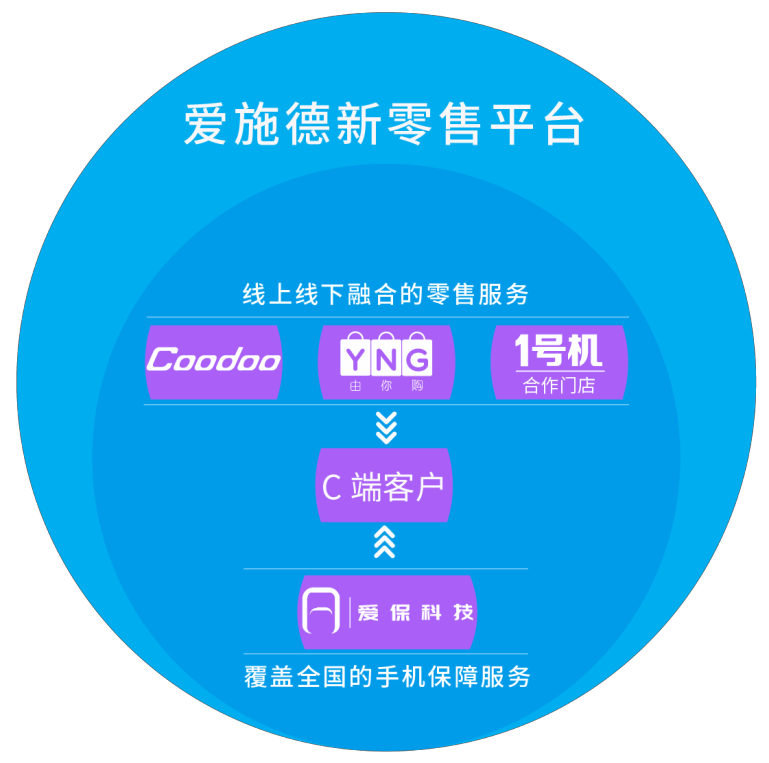 爱施德新零售平台
线上线下融合的零售服务
Coodoo
YNG
由你购
1号机
合作门店
C 端客户
爱保科技
覆盖全国的手机保障服务